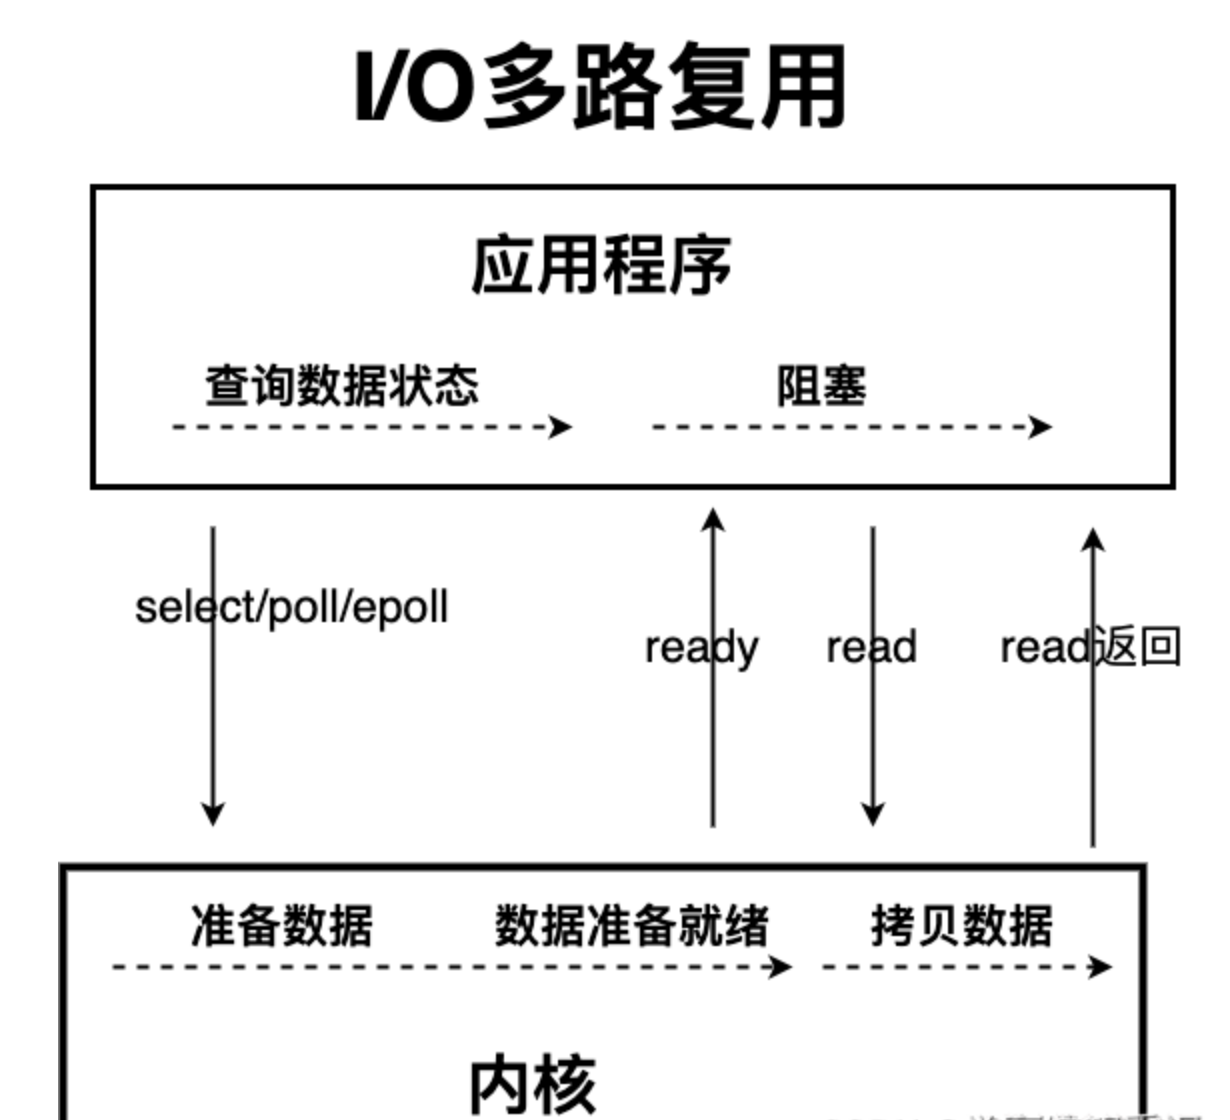 I/O多路复用
应用程序
查询数据状态
阻塞
select/poll/epoll
ready
read
read返回
准备数据
数据准备就绪
拷贝数据
内核